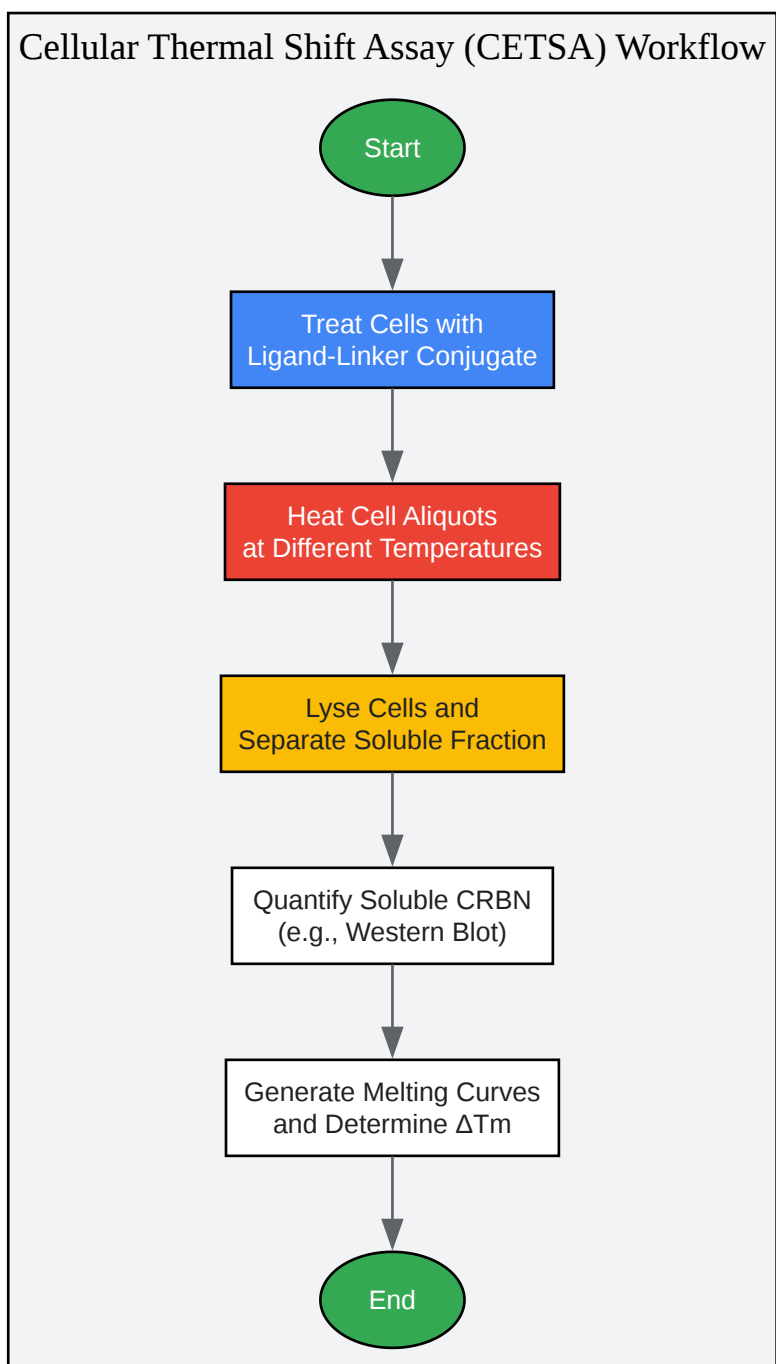 Cellular Thermal Shift Assay (CETSA) Workflow
Start
Treat Cells with
Ligand-Linker Conjugate
Heat Cell Aliquots
at Different Temperatures
Lyse Cells and
Separate Soluble Fraction
Quantify Soluble CRBN
(e.g., Western Blot)
Generate Melting Curves
and Determine ΔTm
End